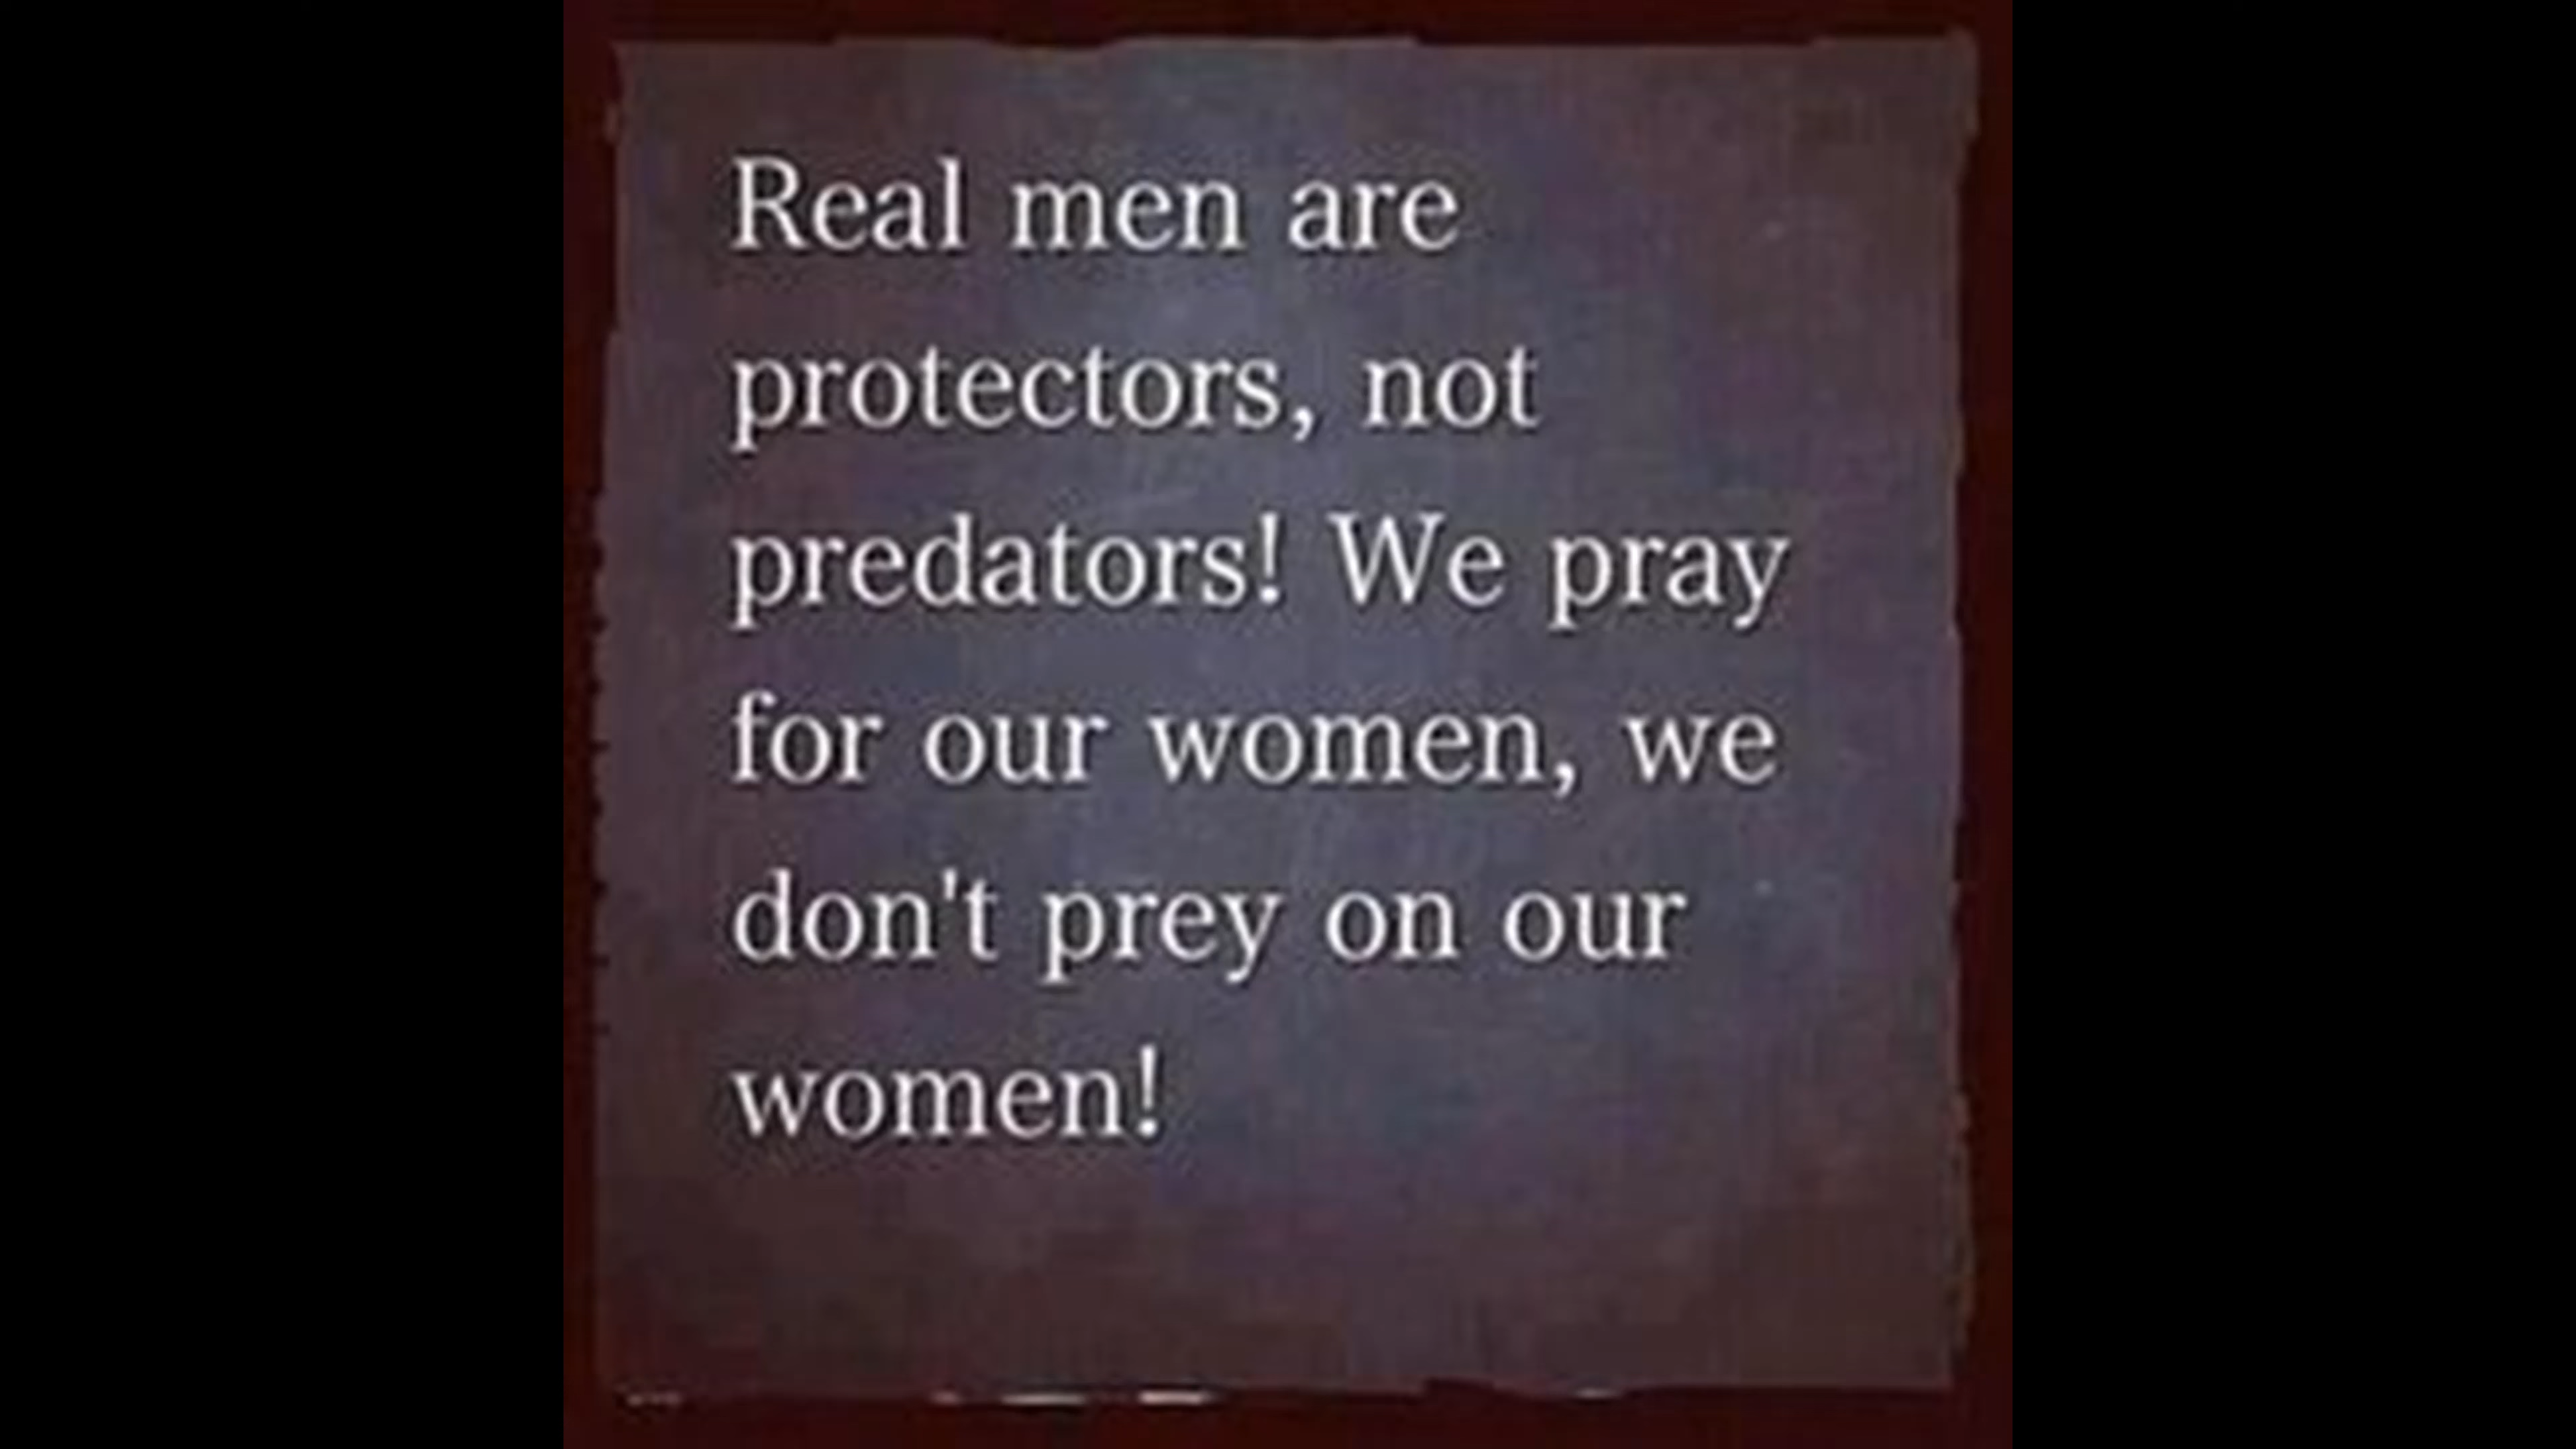 Real men are
protectors, not
predators! We pray
for our women, we
don't prey on our
women!